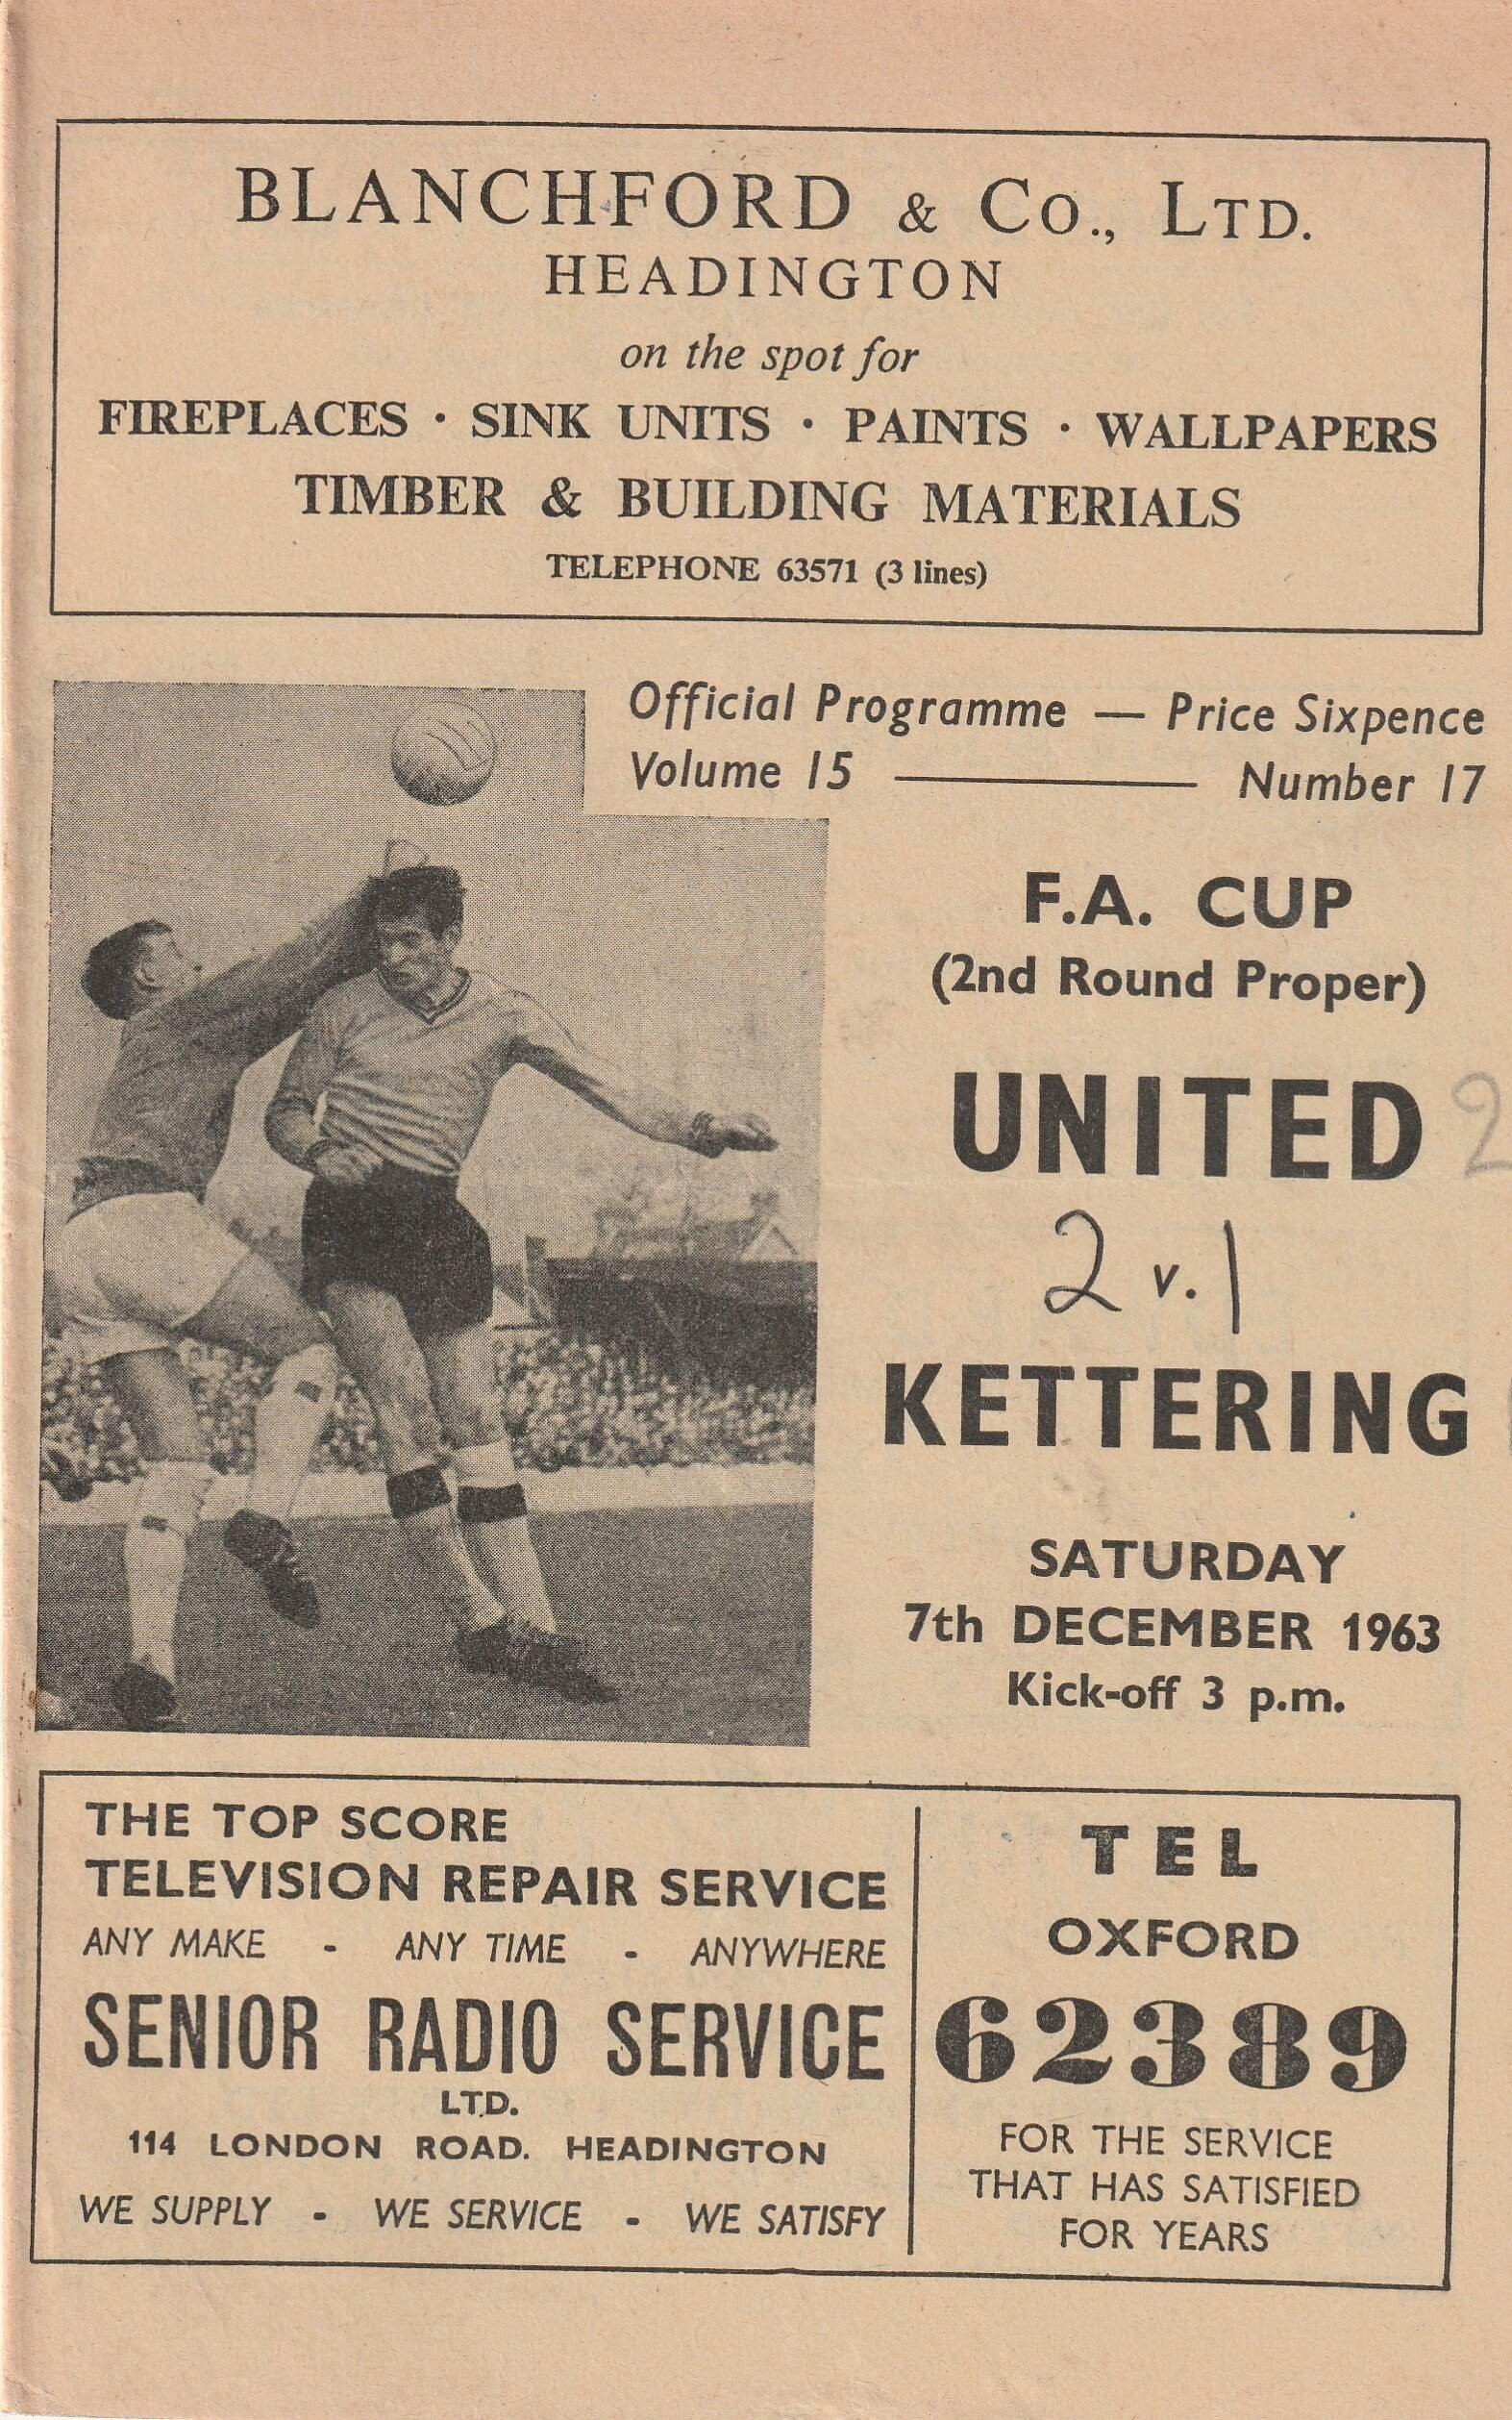 BLANCHFORD & CO., LTD.
HEADINGTON
on the spot for
FIREPLACES · SINK UNITS · PAINTS · WALLPAPERS
TIMBER & BUILDING MATERIALS
TELEPHONE 63571 (3 lines)
Official Programme — Price Sixpence
Volume 15 — Number 17
F.A. CUP
(2nd Round Proper)
UNITED 2
2 v. 1
KETTERING
SATURDAY
7th DECEMBER 1963
Kick-off 3 p.m.
THE TOP SCORE
TELEVISION REPAIR SERVICE
ANY MAKE - ANY TIME - ANYWHERE
SENIOR RADIO SERVICE
LTD.
114 LONDON ROAD. HEADINGTON
WE SUPPLY - WE SERVICE - WE SATISFY
TEL
OXFORD
62389
FOR THE SERVICE
THAT HAS SATISFIED
FOR YEARS